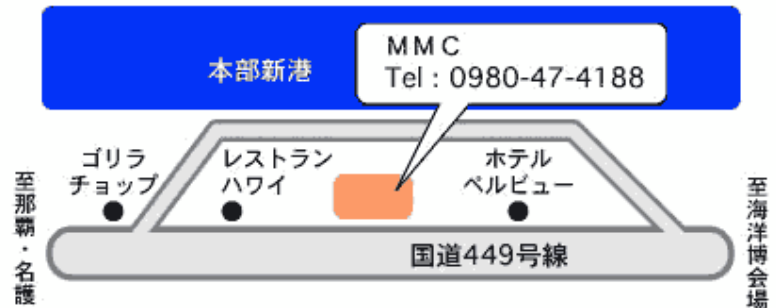 本部新港
MMC
Tel：0980-47-4188
ゴリラ
チョップ
レストラン
ハワイ
ホテル
ベルビュー
至那覇・名護
国道449号線
至海洋博会場